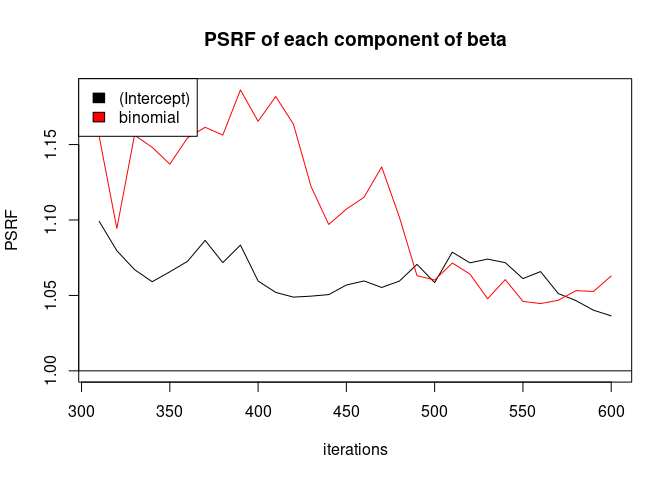 PSRF of each component of beta
(Intercept)
binomial
PSRF
1.15
1.10
1.05
1.00
300 350 400 450 500 550 600
iterations